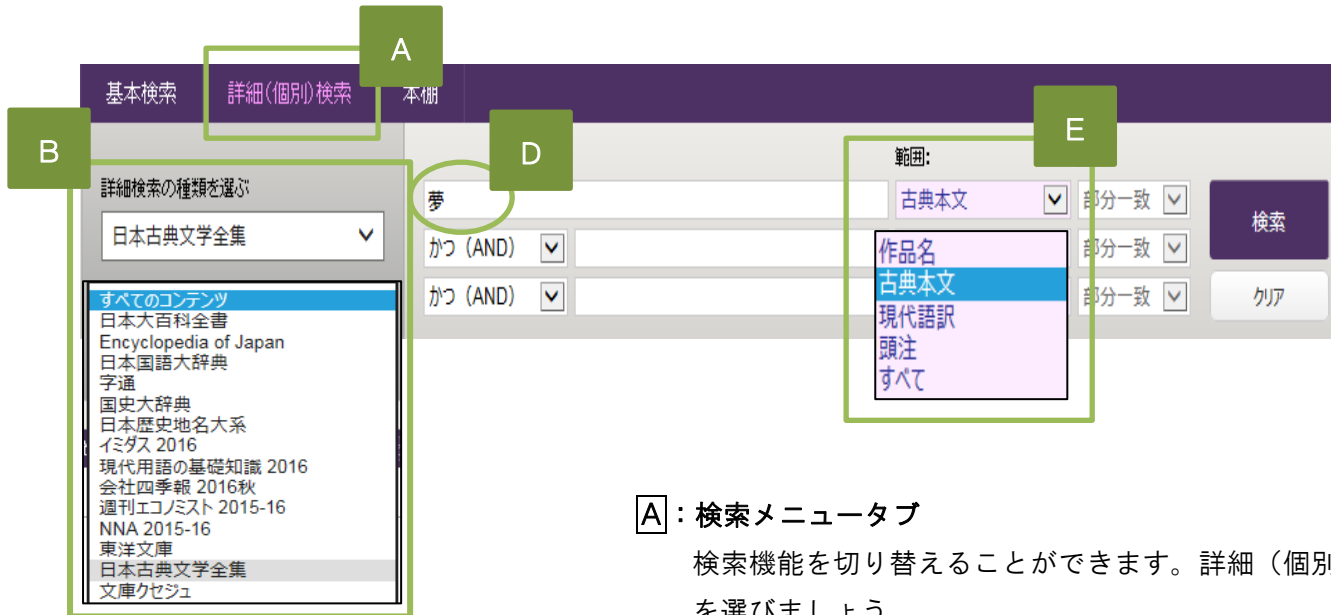 A
基本検索 詳細(個別)検索 本棚
B
D
E
詳細検索の種類を選ぶ
範囲:
夢 古典本文 部分一致 検索
日本古典文学全集
かつ (AND) 部分一致
かつ (AND) 部分一致 クリア
作品名
古典本文
現代語訳
頭注
すべて
すべてのコンテンツ
日本大百科全書
Encyclopedia of Japan
日本国語大辞典
字通
国史大辞典
日本歴史地名大系
イミダス 2016
現代用語の基礎知識 2016
会社四季報 2016秋
週刊エコノミスト 2015-16
NNA 2015-16
東洋文庫
日本古典文学全集
文庫クセジュ
A：検索メニュータブ
検索機能を切り替えることができます。詳細（個別
を選びましょう